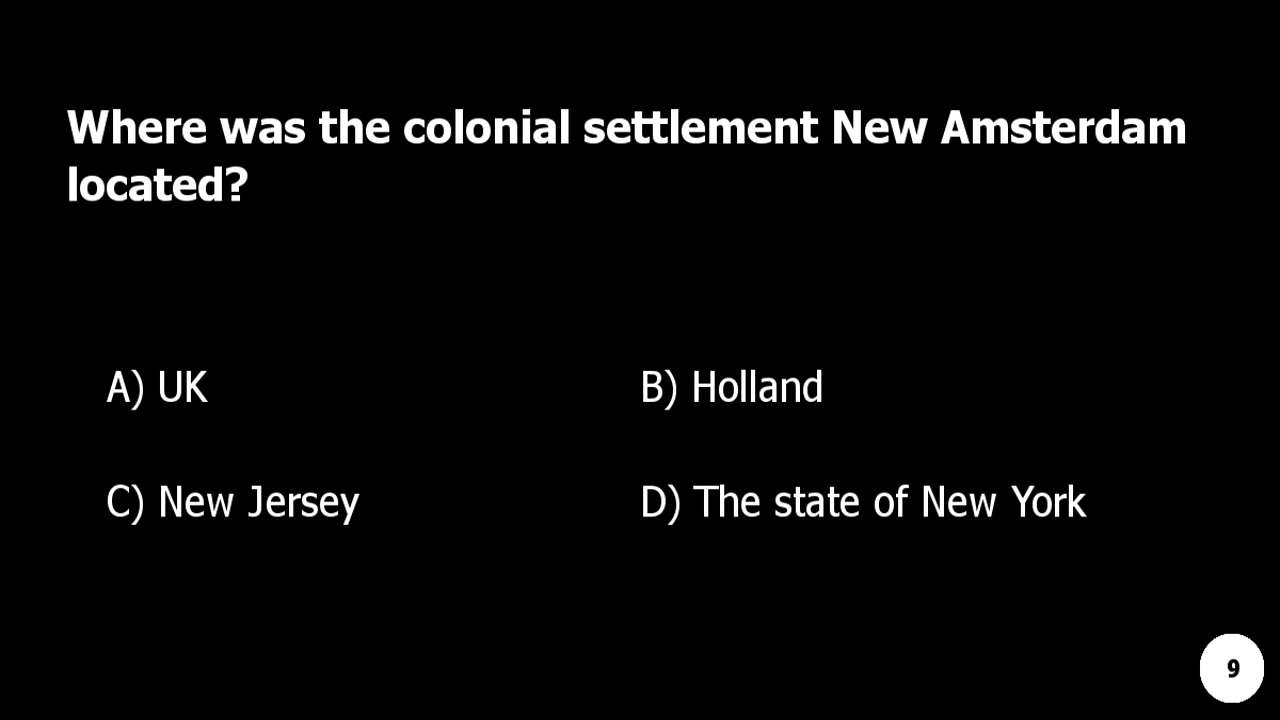 Where was the colonial settlement New Amsterdam
located?
A) UK
B) Holland
C) New Jersey
D) The state of New York
9